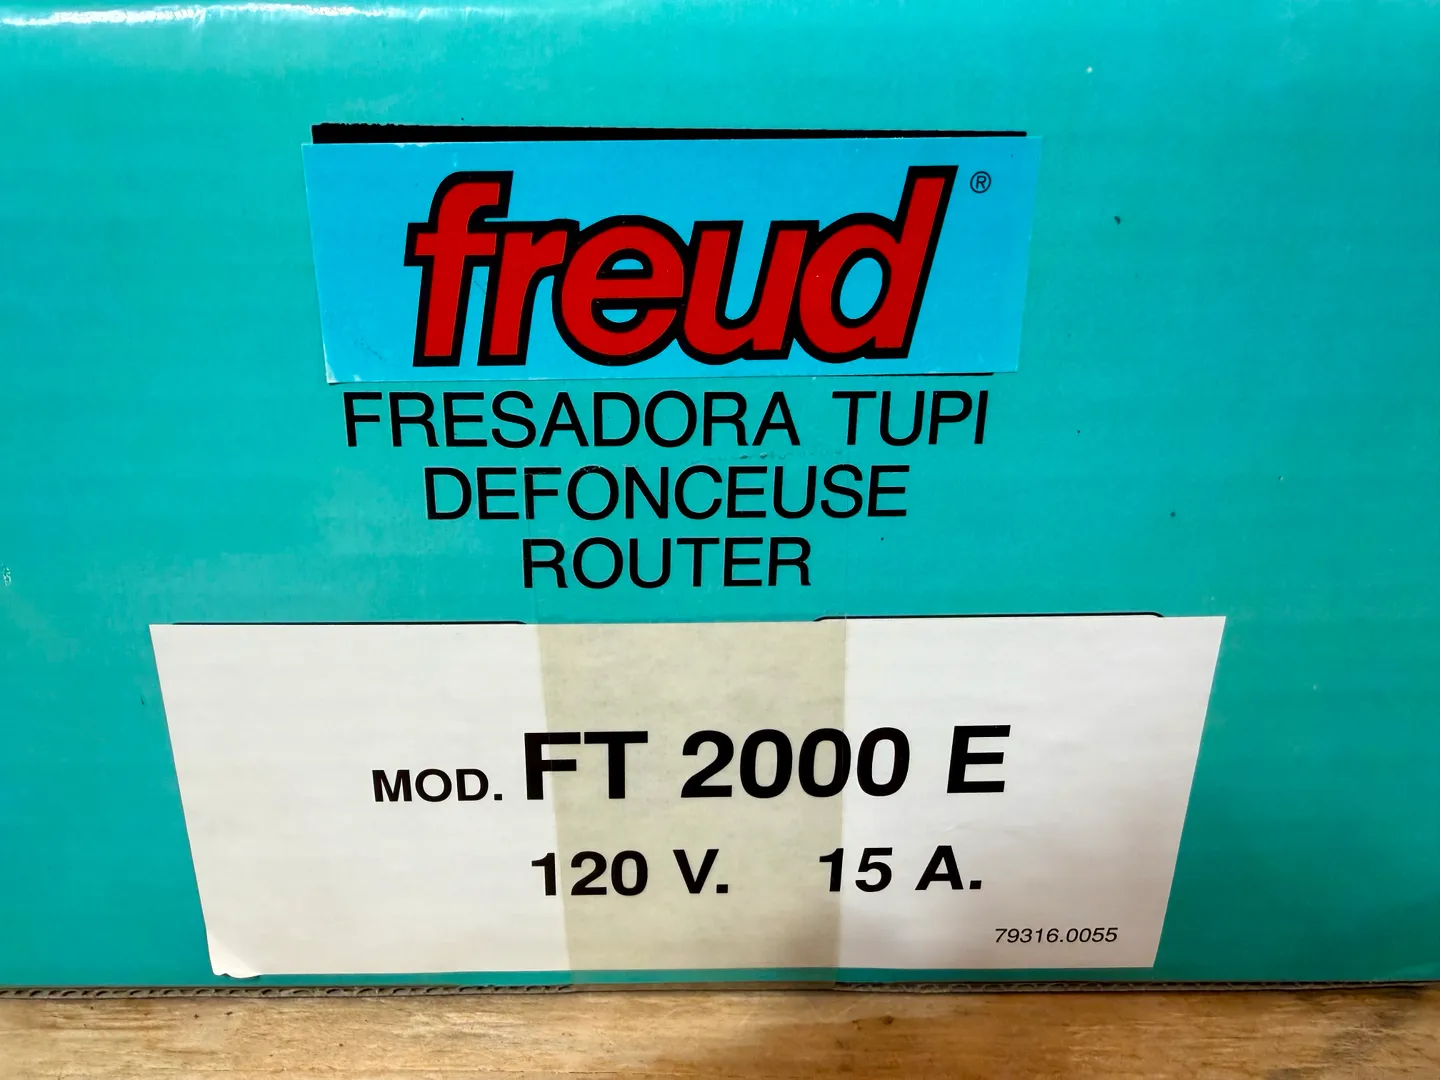 freud®
FRESADORA TUPI
DEFONCEUSE
ROUTER
MOD. FT 2000 E
120 V. 15 A.
79316.0055